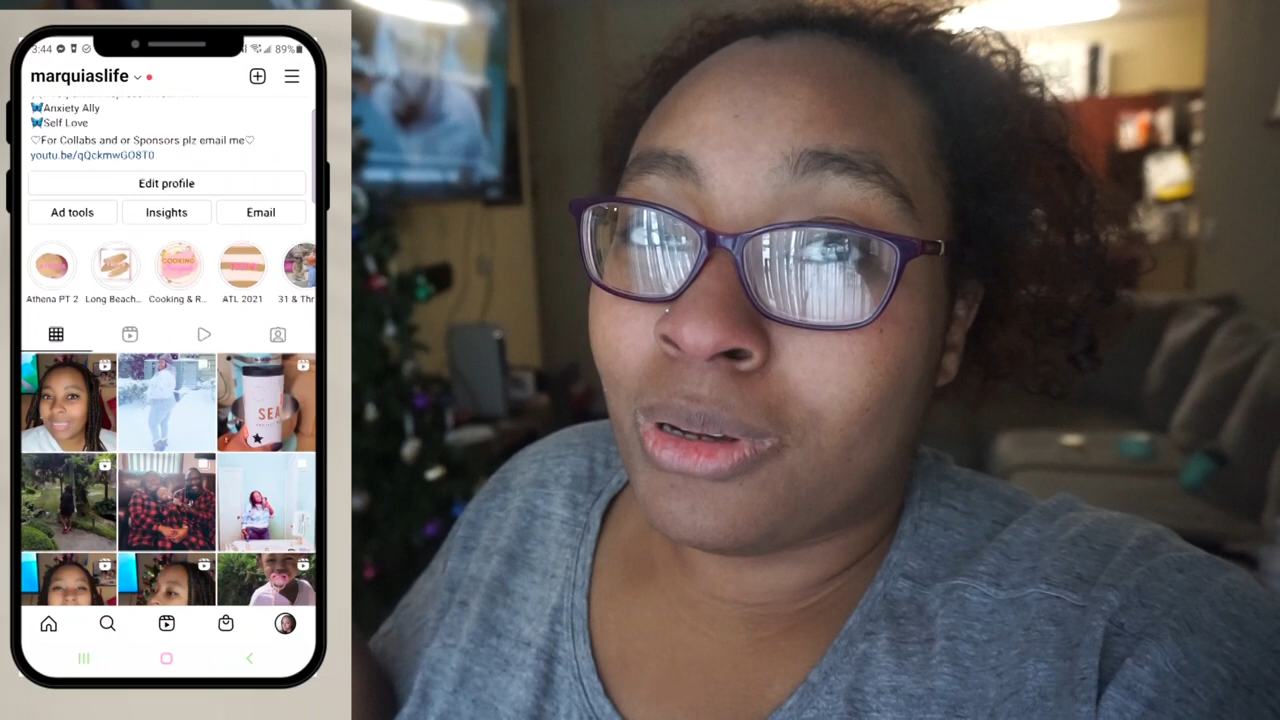 3:44
89%
marquiaslife
🦋Anxiety Ally
🦋Self Love
♡For Collabs and or Sponsors plz email me♡
youtu.be/qQckmwGO8T0
Edit profile
Ad tools
Insights
Email
COOKING
Athena PT 2
Long Beach...
Cooking & R...
ATL 2021
31 & Thr
SEA